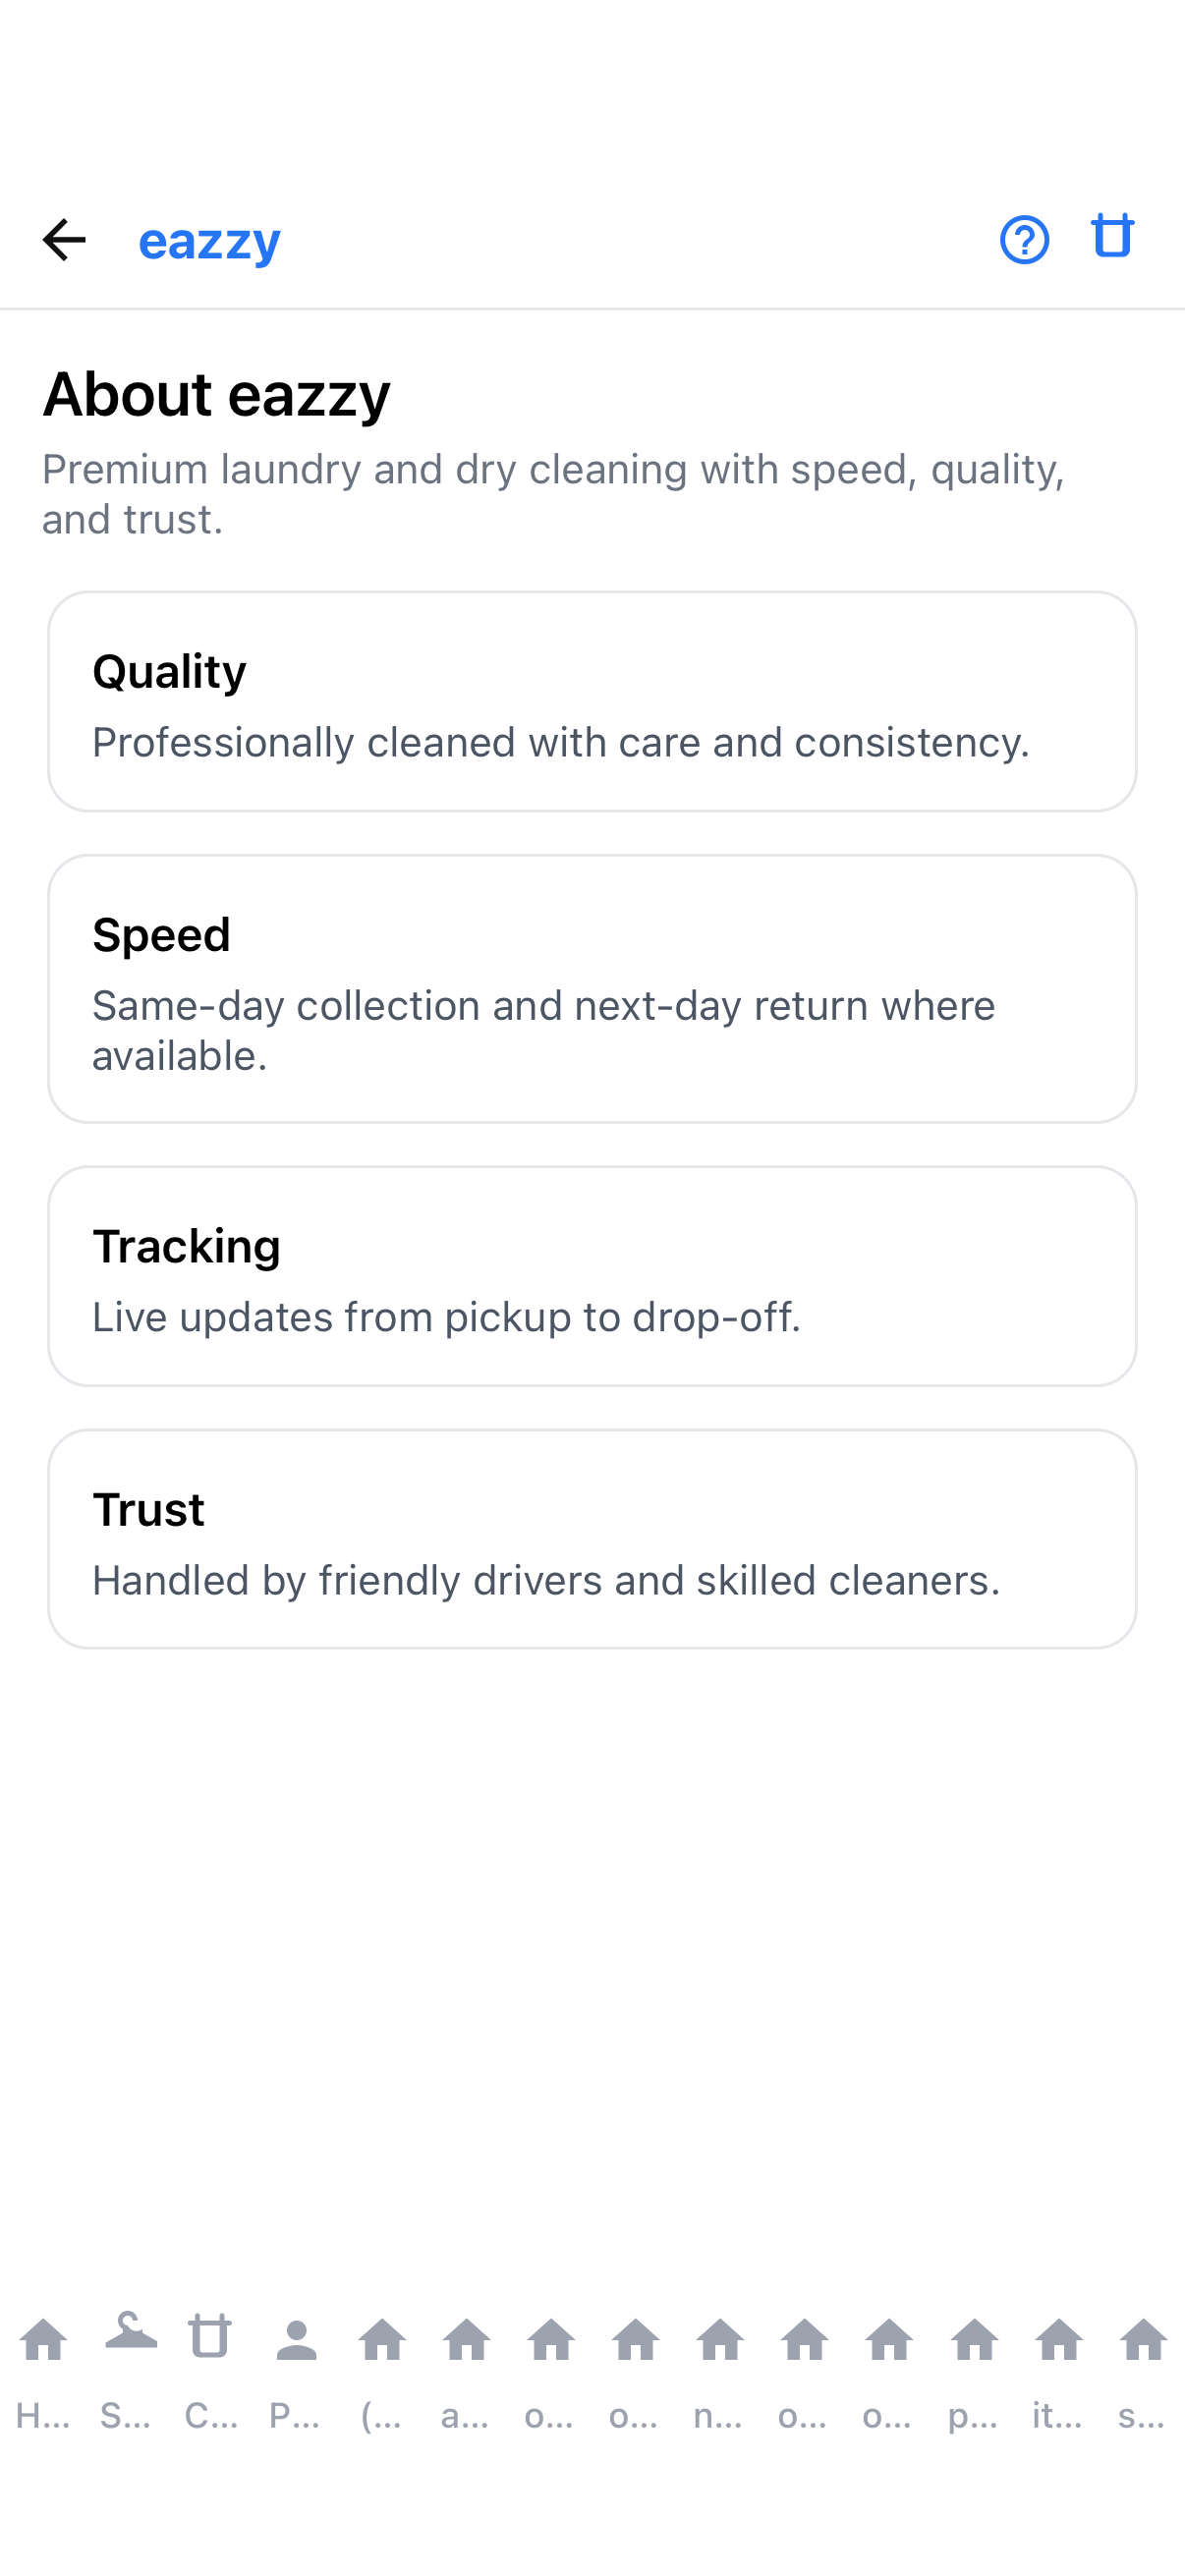 eazzy
About eazzy
Premium laundry and dry cleaning with speed, quality,
and trust.
Quality
Professionally cleaned with care and consistency.
Speed
Same-day collection and next-day return where
available.
Tracking
Live updates from pickup to drop-off.
Trust
Handled by friendly drivers and skilled cleaners.
H... S... C... P... (... a... o... o... n... o... o... p... it... s...